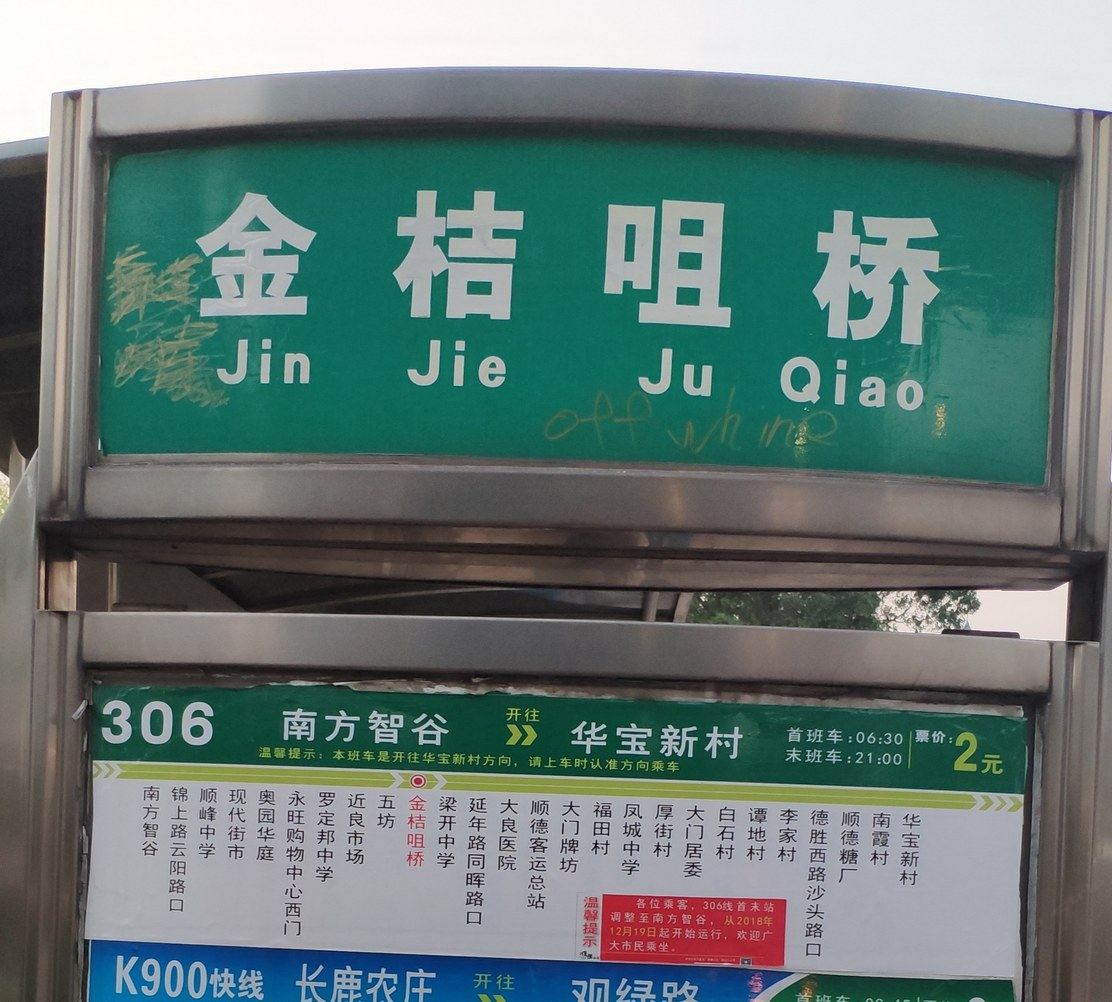 金桔咀桥
Jin Jie Ju Qiao
306 南方智谷 开往 华宝新村 首班车:06:30 末班车:21:00 票价:2元
温馨提示：本班车是开往华宝新村方向，请上车时认准方向乘车
南方智谷
锦上路云阳路口
顺峰中学
现代街市
奥园华庭
永旺购物中心西门
罗定邦中学
近良市场
五坊
金桔咀桥
梁开中学
延年路同晖路口
大良医院
顺德客运总站
大门牌坊
福田村
凤城中学
厚街村
大门居委
白石村
谭地村
李家村
德胜西路沙头路口
顺德糖厂
南霞村
华宝新村
温馨提示
各位乘客，306线首末站
调整至南方智谷，从2018年
12月19日起开始运行，欢迎广
大市民乘坐。
K900快线 长鹿农庄 开往 观绿路